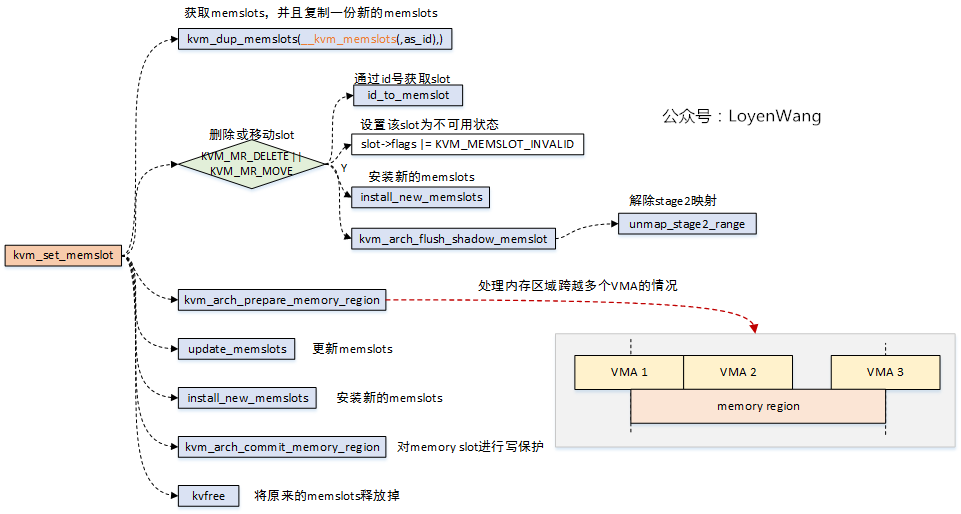 获取memslots，并且复制一份新的memslots
kvm_dup_memslots(__kvm_memslots(,as_id),)
通过id号获取slot
id_to_memslot
公众号：LoyenWang
设置该slot为不可用状态
slot->flags |= KVM_MEMSLOT_INVALID
删除或移动slot
KVM_MR_DELETE ||
KVM_MR_MOVE
Y
安装新的memslots
install_new_memslots
解除stage2映射
unmap_stage2_range
kvm_arch_flush_shadow_memslot
kvm_set_memslot
处理内存区域跨越多个VMA的情况
kvm_arch_prepare_memory_region
update_memslots
更新memslots
VMA 1
VMA 2
VMA 3
memory region
install_new_memslots
安装新的memslots
kvm_arch_commit_memory_region
对memory slot进行写保护
kvfree
将原来的memslots释放掉